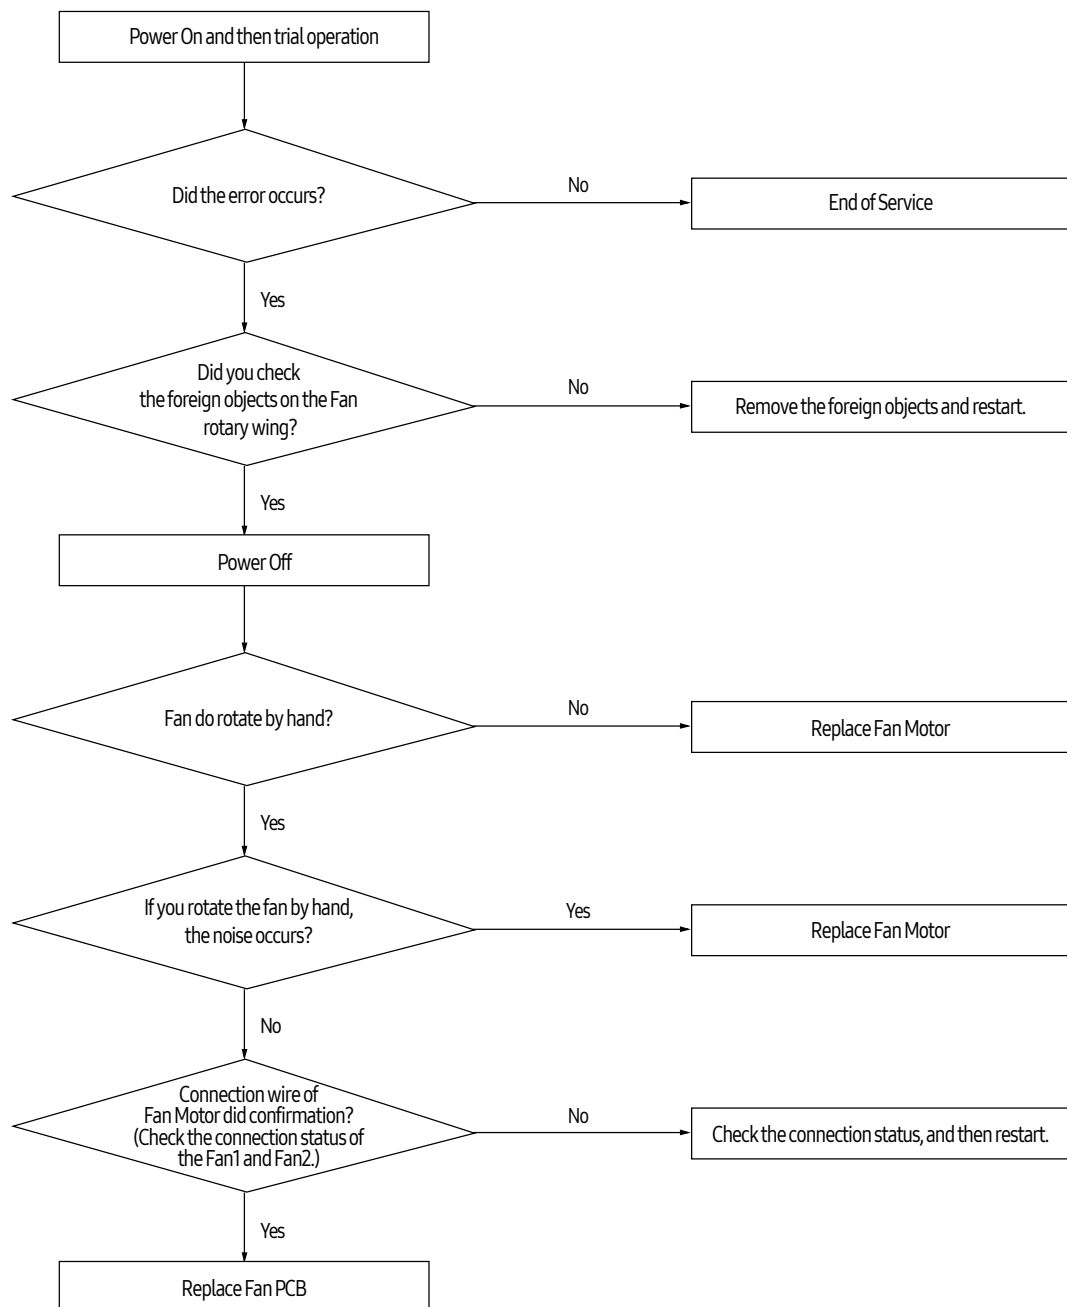 Power On and then trial operation
Did the error occurs?
No
End of Service
Yes
Did you check
the foreign objects on the Fan
rotary wing?
No
Remove the foreign objects and restart.
Yes
Power Off
Fan do rotate by hand?
No
Replace Fan Motor
Yes
If you rotate the fan by hand,
the noise occurs?
Yes
Replace Fan Motor
No
Connection wire of
Fan Motor did confirmation?
(Check the connection status of
the Fan1 and Fan2.)
No
Check the connection status, and then restart.
Yes
Replace Fan PCB